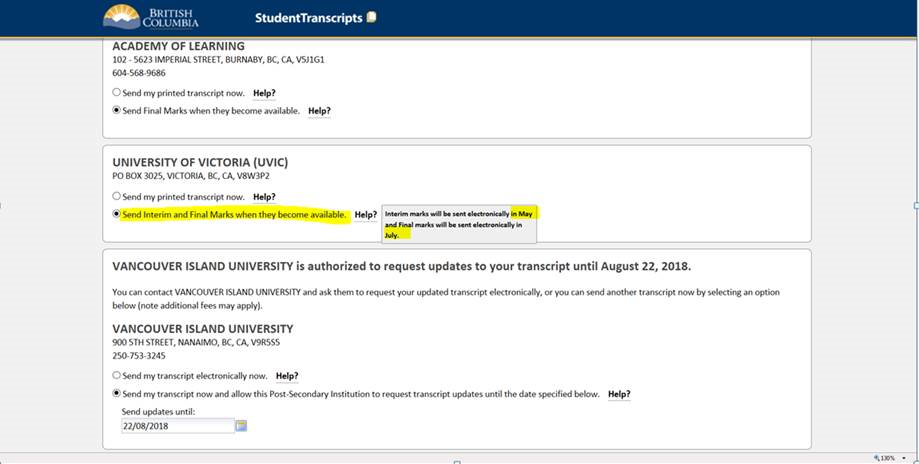 BRITISH
COLUMBIA
StudentTranscripts
ACADEMY OF LEARNING
102 - 5623 IMPERIAL STREET, BURNABY, BC, CA, V5J1G1
604-568-9686
Send my printed transcript now. Help?
Send Final Marks when they become available. Help?
UNIVERSITY OF VICTORIA (UVIC)
PO BOX 3025, VICTORIA, BC, CA, V8W3P2
Send my printed transcript now. Help?
Send Interim and Final Marks when they become available. Help?
Interim marks will be sent electronically in May
and Final marks will be sent electronically in
July.
VANCOUVER ISLAND UNIVERSITY is authorized to request updates to your transcript until August 22, 2018.
You can contact VANCOUVER ISLAND UNIVERSITY and ask them to request your updated transcript electronically, or you can send another transcript now by selecting an option
below (note additional fees may apply).
VANCOUVER ISLAND UNIVERSITY
900 5TH STREET, NANAIMO, BC, CA, V9R5S5
250-753-3245
Send my transcript electronically now. Help?
Send my transcript now and allow this Post-Secondary Institution to request transcript updates until the date specified below. Help?
Send updates until:
22/08/2018
130%